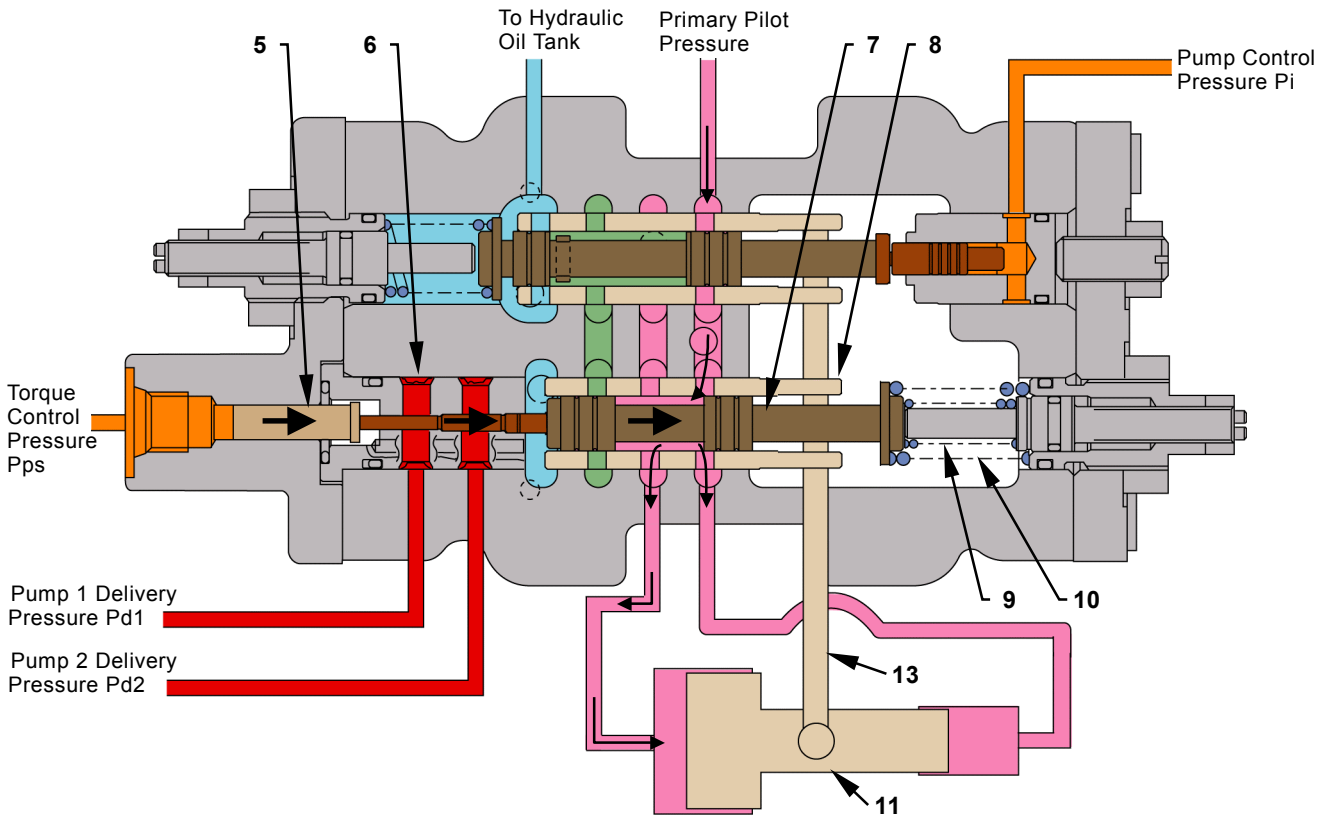 To Hydraulic
Oil Tank
Primary Pilot
Pressure
5
6
7
8
Pump Control
Pressure Pi
Torque
Control
Pressure
Pps
Pump 1 Delivery
Pressure Pd1
Pump 2 Delivery
Pressure Pd2
9
10
13
11